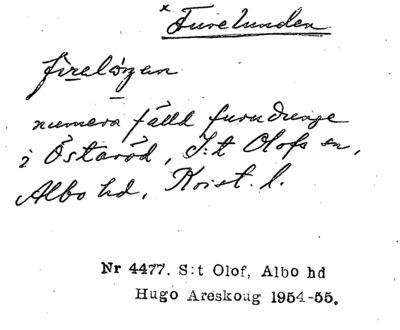 × Furelunden
firelöṇan
numera fälld furudunge
i Östaröd, S:t Olofs sn,
Albo hd, Krist. l.
Nr 4477. S:t Olof, Albo hd
Hugo Areskoug 1954-55.